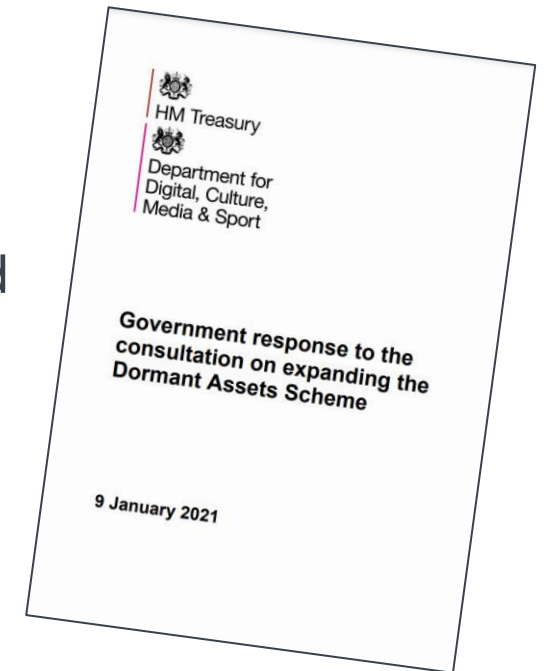 HM Treasury
Department for
Digital, Culture,
Media & Sport
Government response to the
consultation on expanding the
Dormant Assets Scheme
9 January 2021